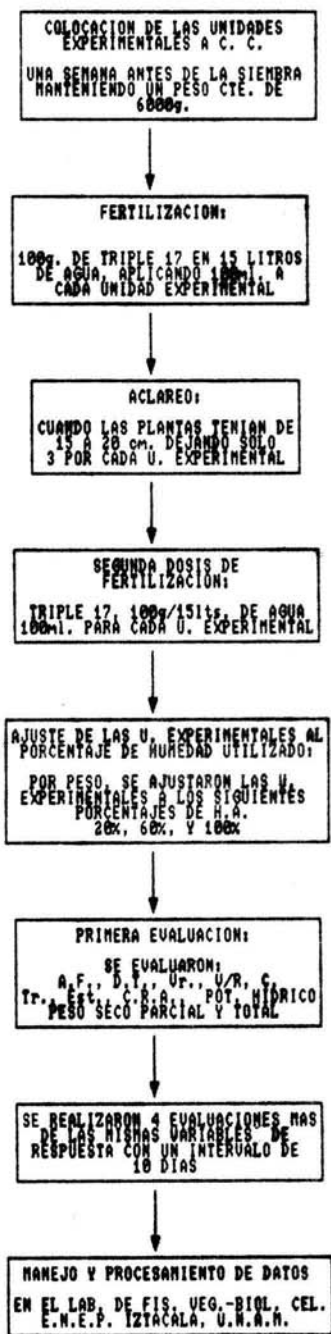 COLOCACION DE LAS UNIDADES
EXPERIMENTALES A C. C.
UNA SEMANA ANTES DE LA SIEMBRA
MANTENIENDO UN PESO CTE. DE
6000g.
FERTILIZACION:
100g. DE TRIPLE 17 EN 15 LITROS
DE AGUA, APLICANDO 100ml. A
CADA UNIDAD EXPERIMENTAL
ACLAREO:
CUANDO LAS PLANTAS TENIAN DE
15 A 20 cm. DEJANDO SOLO
3 POR CADA U. EXPERIMENTAL
SEGUNDA DOSIS DE
FERTILIZACION:
TRIPLE 17, 100g/15lts. DE AGUA
100ml. PARA CADA U. EXPERIMENTAL
AJUSTE DE LAS U. EXPERIMENTALES AL
PORCENTAJE DE HUMEDAD UTILIZADO:
POR PESO, SE AJUSTARON LAS U.
EXPERIMENTALES A LOS SIGUIENTES
PORCENTAJES DE H.A.
20%, 60%, Y 100%
PRIMERA EVALUACION:
SE EVALUARON:
A.F., D.T., Vr., V/R, C,
Tr., Est., C.R.A., POT. HIDRICO
PESO SECO PARCIAL Y TOTAL
SE REALIZARON 4 EVALUACIONES MAS
DE LAS MISMAS VARIABLES DE
RESPUESTA CON UN INTERVALO DE
10 DIAS
MANEJO Y PROCESAMIENTO DE DATOS
EN EL LAB. DE FIS. VEG.-BIOL. CEL.
E.N.E.P. IZTACALA, U.N.A.M.